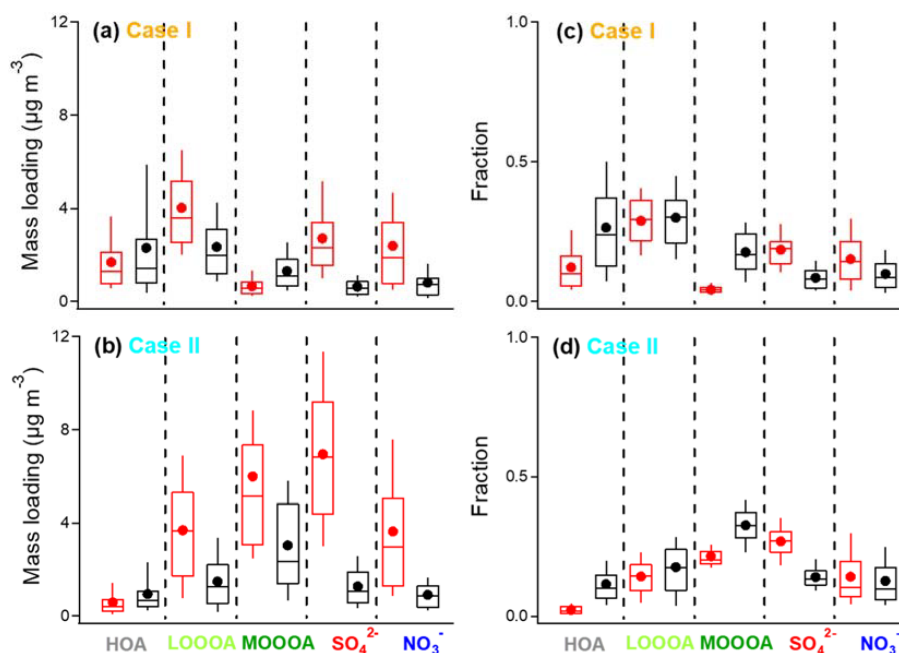 (a) Case I
Mass loading (µg m⁻³)
12
8
4
0
(c) Case I
Fraction
1.0
0.5
0.0
(b) Case II
Mass loading (µg m⁻³)
12
8
4
0
HOA LOOOA MOOOA SO₄²⁻ NO₃⁻
(d) Case II
Fraction
1.0
0.5
0.0
HOA LOOOA MOOOA SO₄²⁻ NO₃⁻